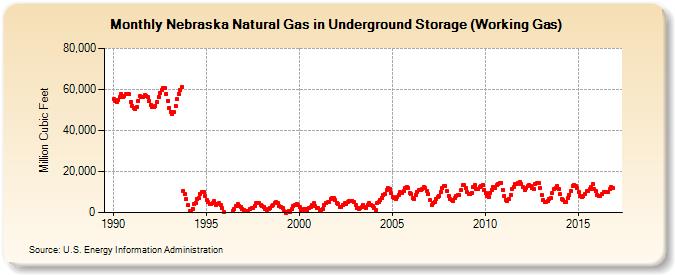 Monthly Nebraska Natural Gas in Underground Storage (Working Gas)
Million Cubic Feet
80,000
60,000
40,000
20,000
0
1990 1995 2000 2005 2010 2015
Source: U.S. Energy Information Administration